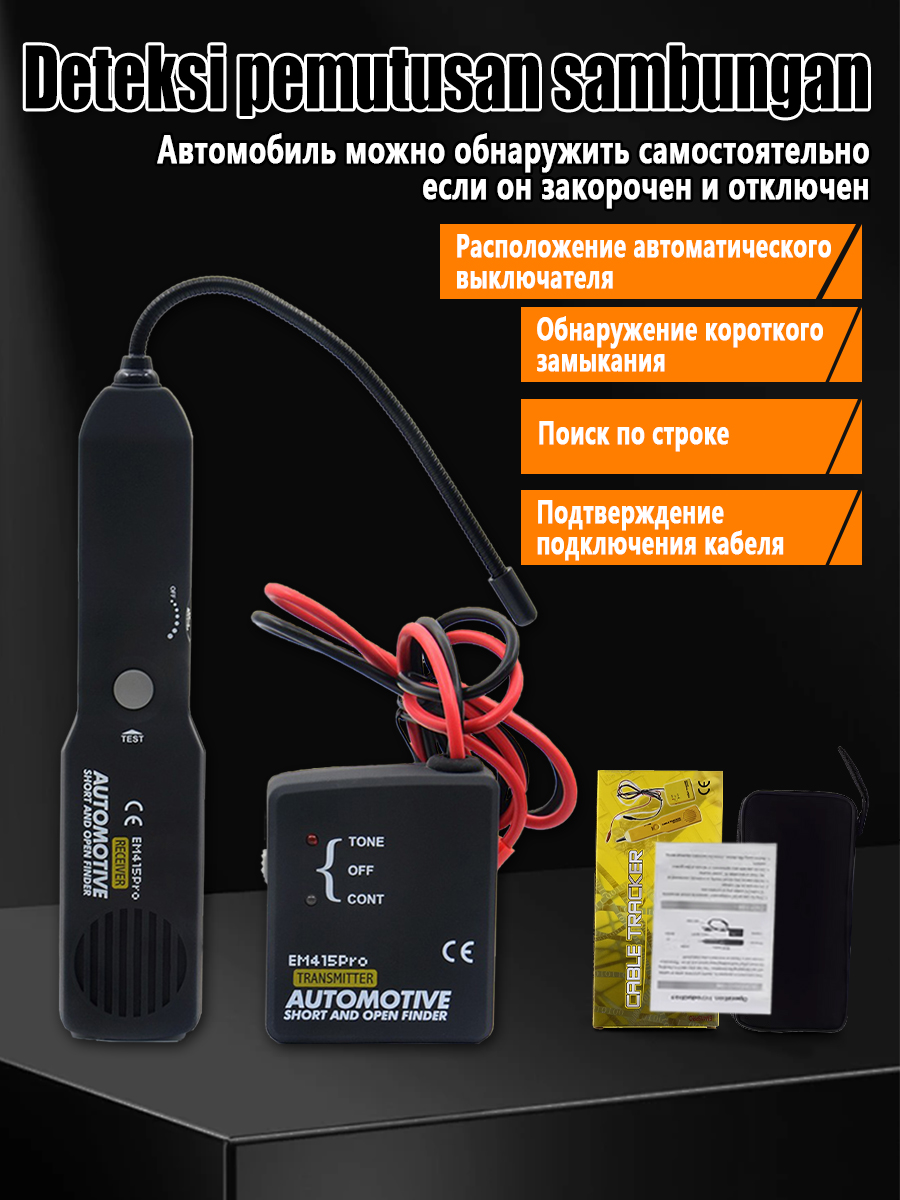 Deteksi pemutusan sambungan
Автомобиль можно обнаружить самостоятельно
если он закорочен и отключен
Расположение автоматического
выключателя
Обнаружение короткого
замыкания
Поиск по строке
Подтверждение
подключения кабеля
OFF
TEST
CE
EM415Pro
RECEIVER
AUTOMOTIVE
SHORT AND OPEN FINDER
TONE
OFF
CONT
EM415Pro
CE
TRANSMITTER
AUTOMOTIVE
SHORT AND OPEN FINDER
CE
CABLE TRACKER